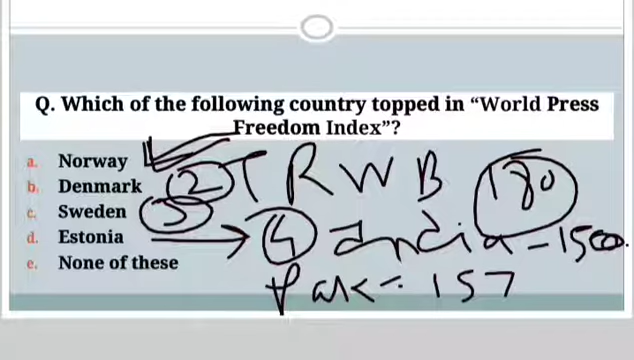 Q. Which of the following country topped in “World Press
Freedom Index”?
a. Norway
b. Denmark 2
c. Sweden 3
d. Estonia 4
e. None of these
RWB 180
India - 150
Pak - 157